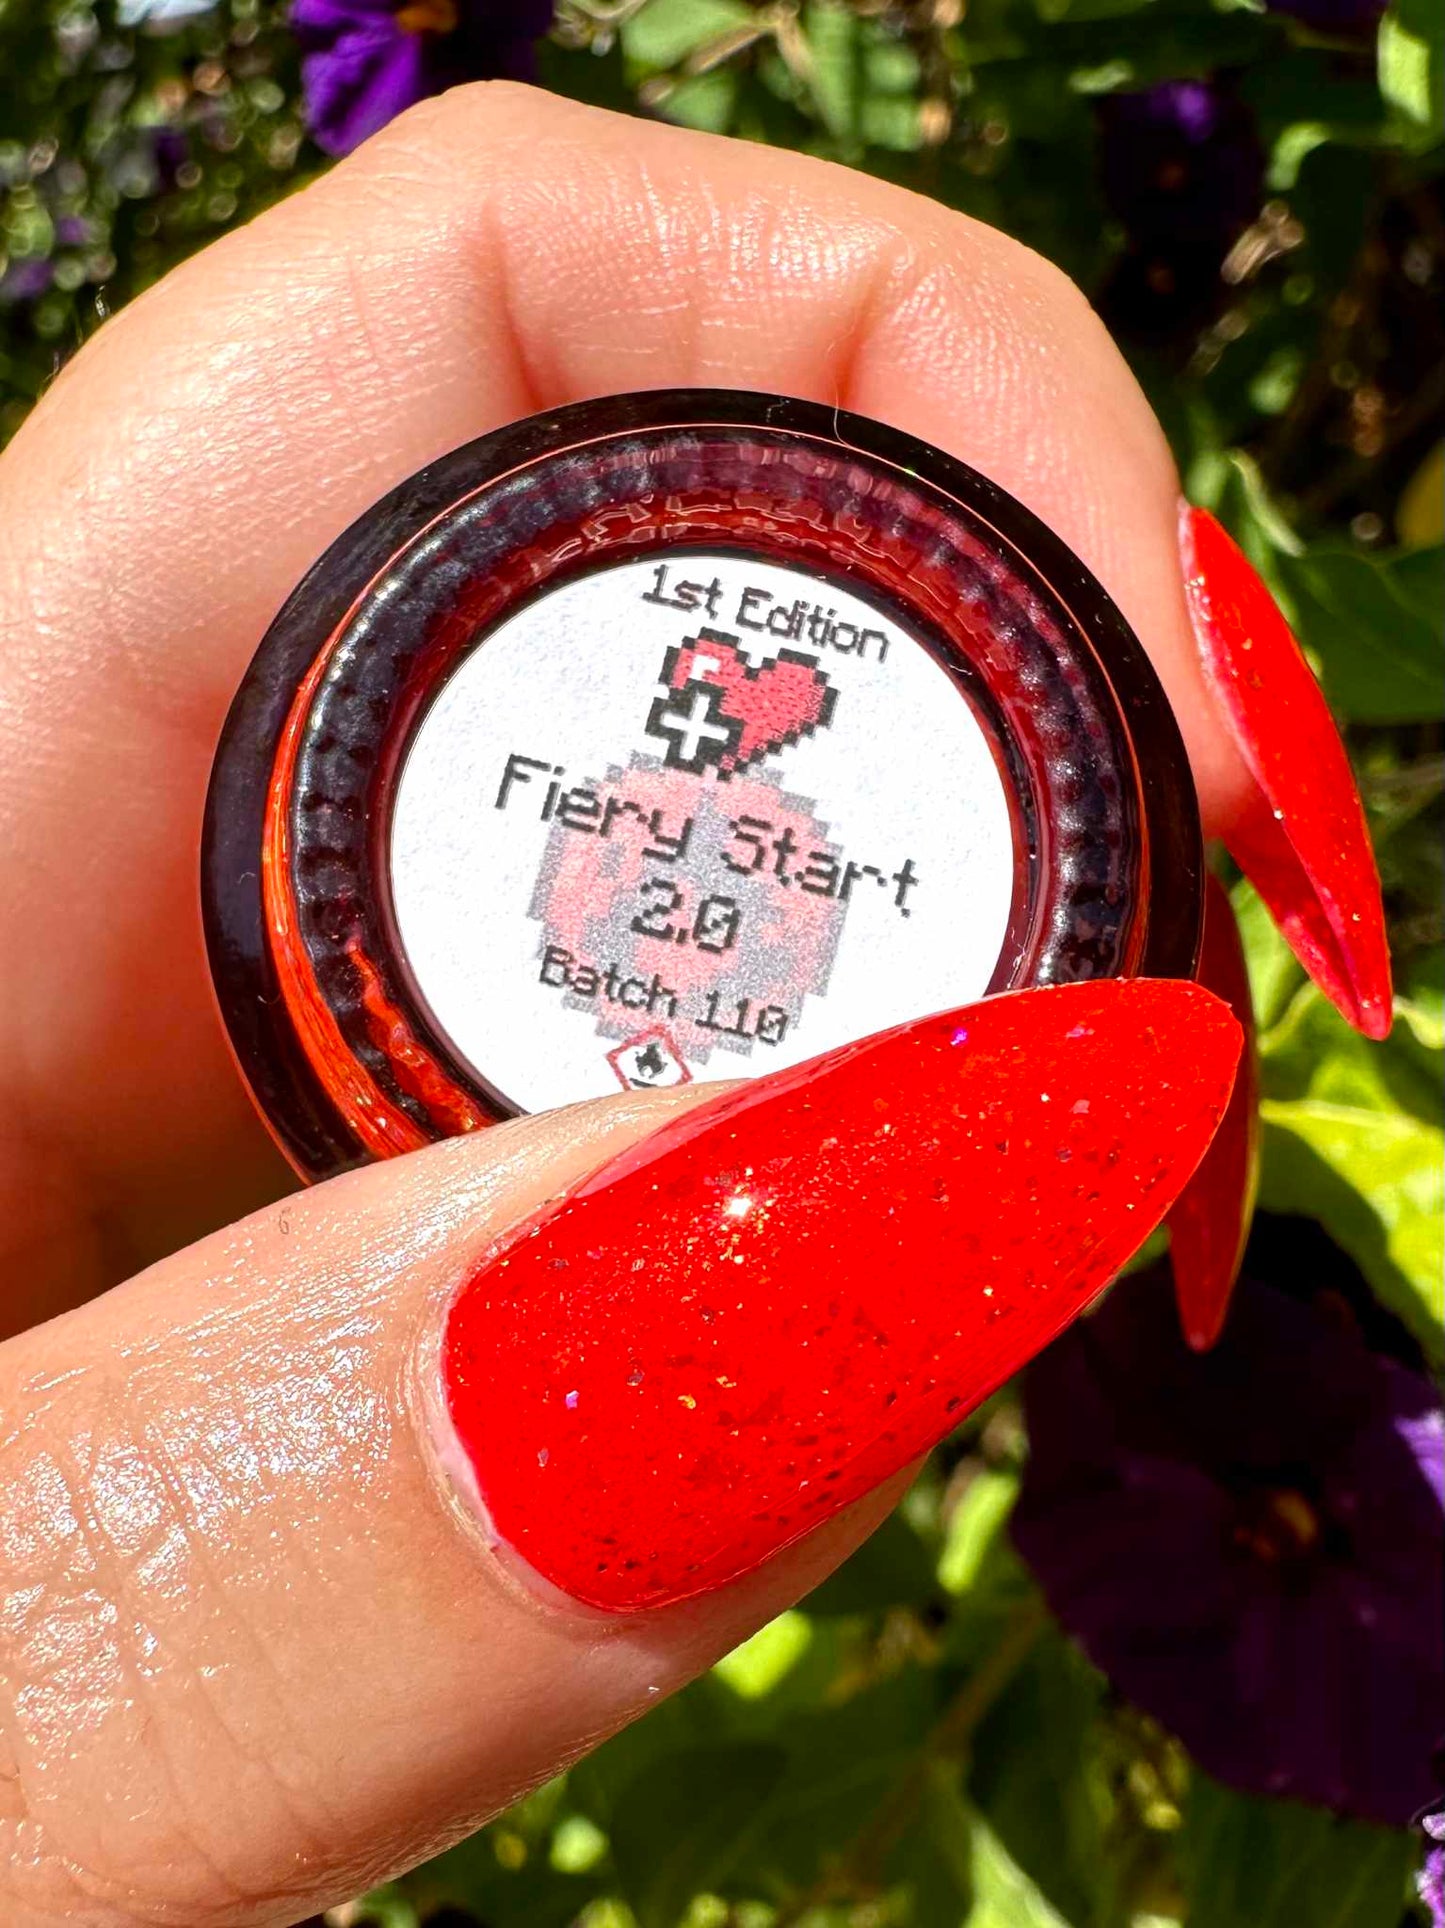 1st Edition
Fiery Start
2.0
Batch 110